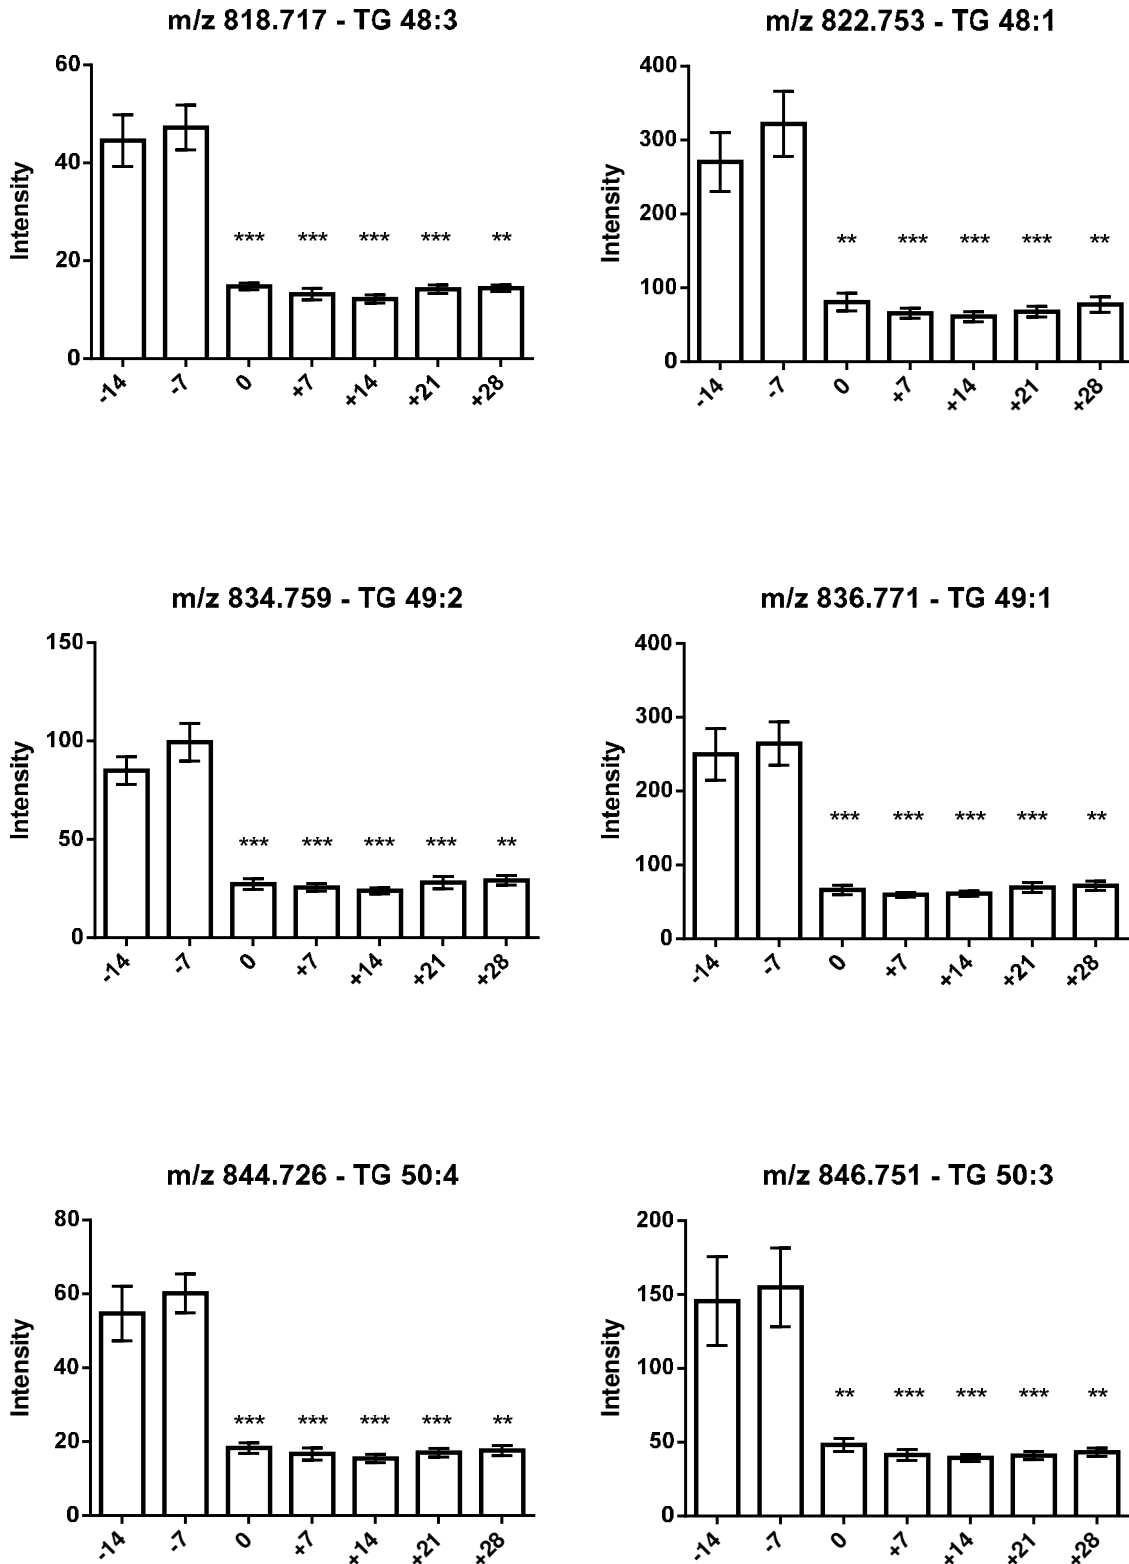 m/z 818.717 - TG 48:3
60
40
20
0
Intensity
*** *** *** *** **
-14 -7 0 +7 +14 +21 +28
m/z 822.753 - TG 48:1
400
300
200
100
0
Intensity
** *** *** *** **
-14 -7 0 +7 +14 +21 +28
m/z 834.759 - TG 49:2
150
100
50
0
Intensity
*** *** *** *** **
-14 -7 0 +7 +14 +21 +28
m/z 836.771 - TG 49:1
400
300
200
100
0
Intensity
*** *** *** *** **
-14 -7 0 +7 +14 +21 +28
m/z 844.726 - TG 50:4
80
60
40
20
0
Intensity
*** *** *** *** **
-14 -7 0 +7 +14 +21 +28
m/z 846.751 - TG 50:3
200
150
100
50
0
Intensity
** *** *** *** **
-14 -7 0 +7 +14 +21 +28